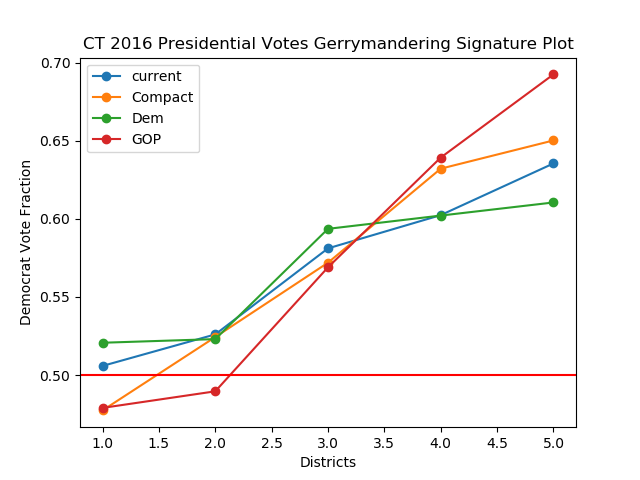 CT 2016 Presidential Votes Gerrymandering Signature Plot
current
Compact
Dem
GOP
0.70
0.65
0.60
0.55
0.50
Democrat Vote Fraction
1.0 1.5 2.0 2.5 3.0 3.5 4.0 4.5 5.0
Districts